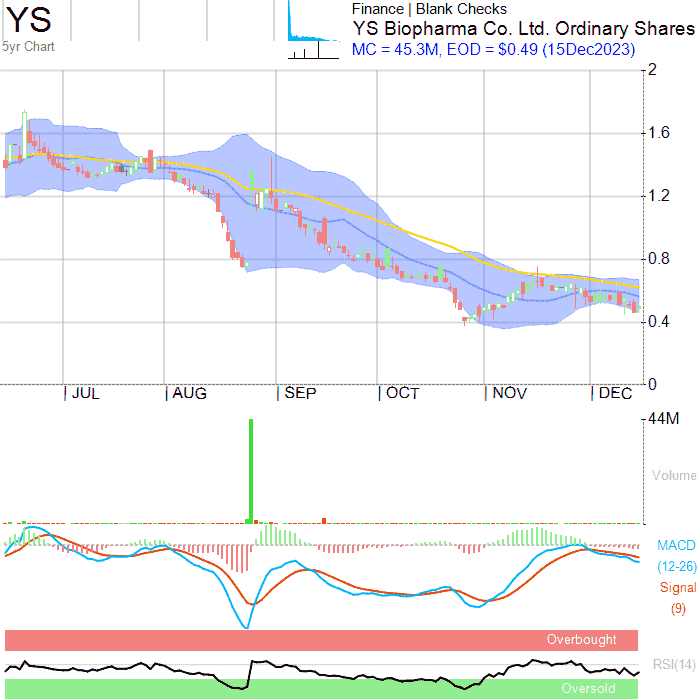 YS
5yr Chart
Finance | Blank Checks
YS Biopharma Co. Ltd. Ordinary Shares
MC = 45.3M, EOD = $0.49 (15Dec2023)
2
1.6
1.2
0.8
0.4
0
JUL
AUG
SEP
OCT
NOV
DEC
44M
Volume
MACD
(12-26)
Signal
(9)
Overbought
RSI(14)
Oversold